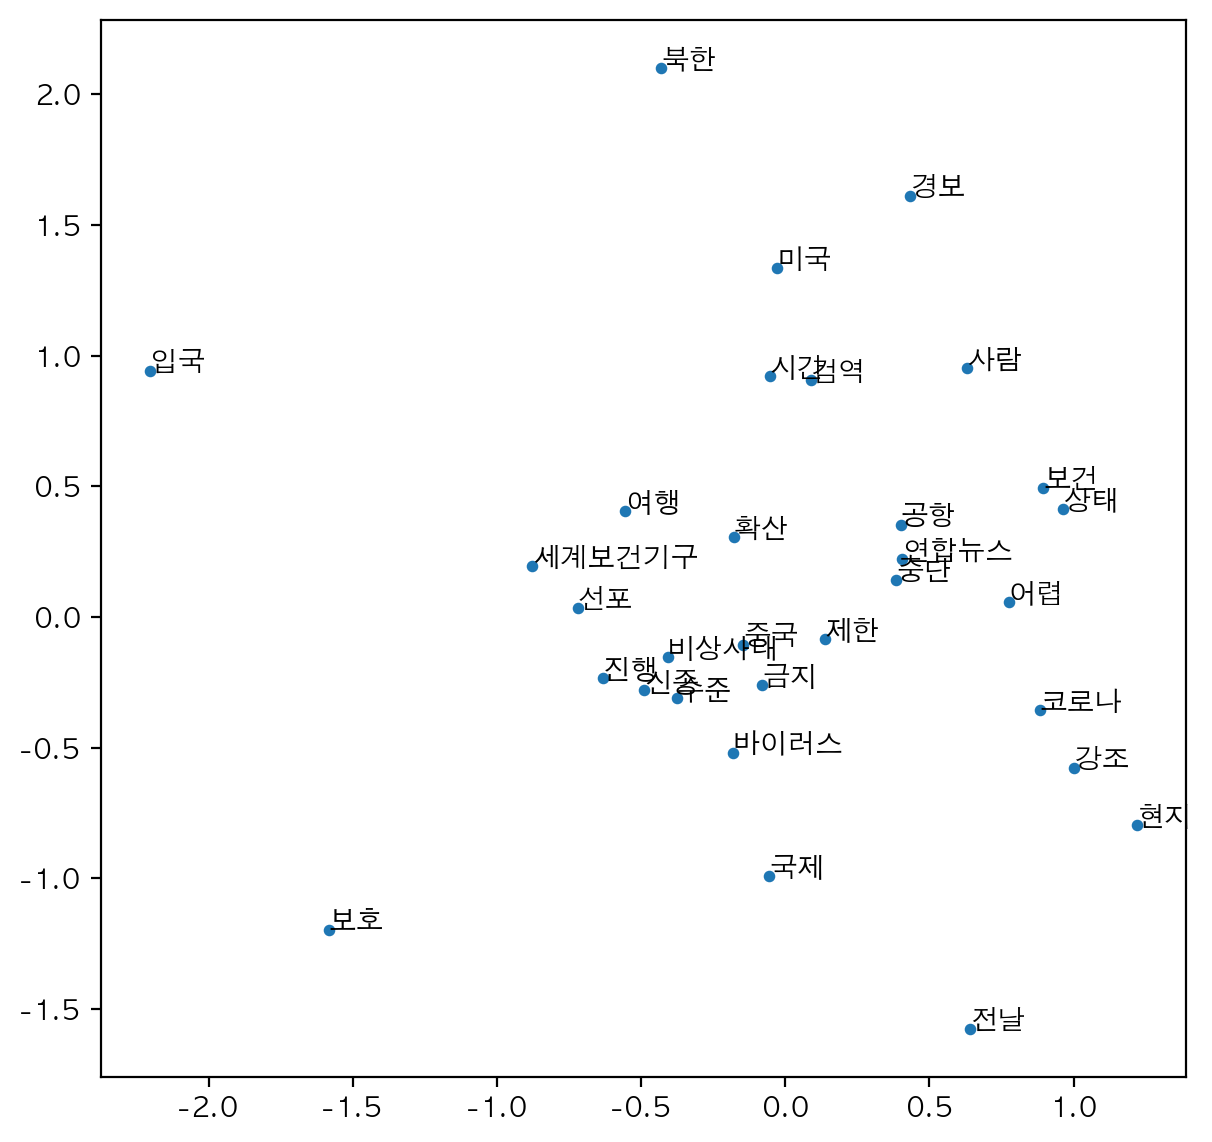 2.0
1.5
1.0
0.5
0.0
-0.5
-1.0
-1.5
북한
경보
미국
입국
시간
검역
사람
보건
상태
여행
공항
확산
연합뉴스
세계보건기구
중단
선포
어렵
제한
중국
비상사태
진행
신종
수준
금지
코로나
바이러스
강조
현지
국제
보호
전날
-2.0 -1.5 -1.0 -0.5 0.0 0.5 1.0